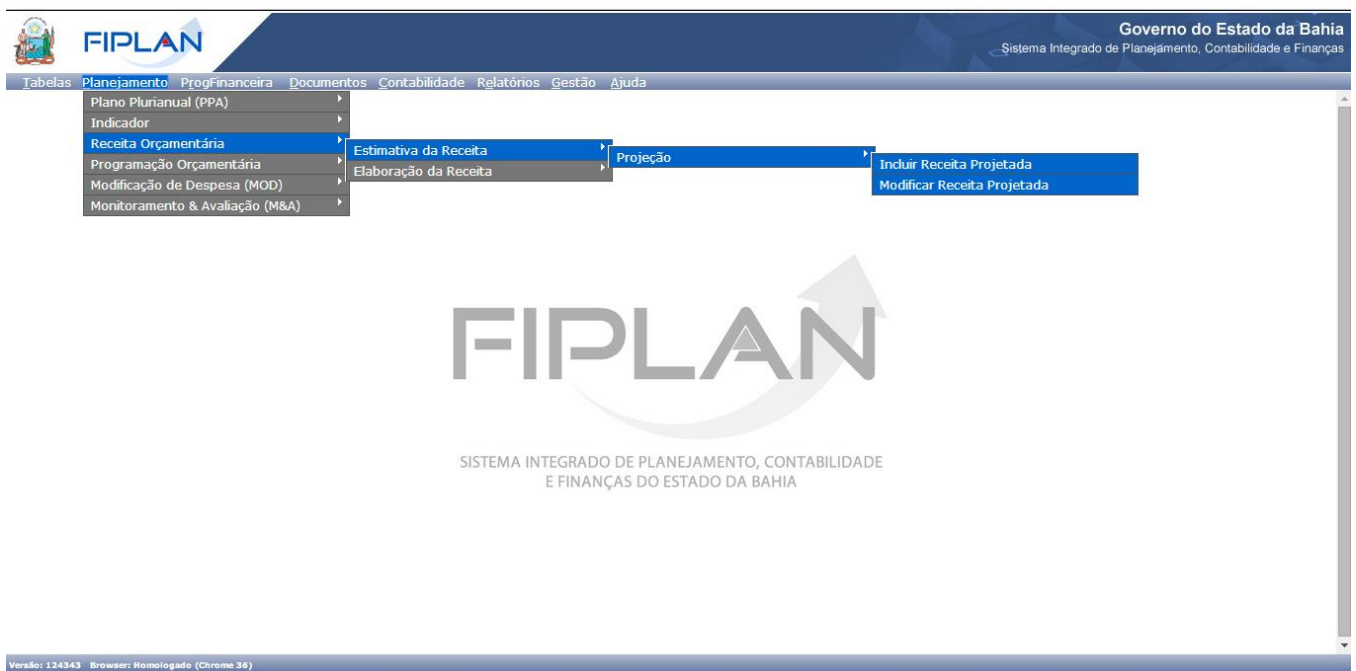 FIPLAN
Governo do Estado da Bahia
Sistema Integrado de Planejamento, Contabilidade e Finanças
Tabelas Planejamento ProgFinanceira Documentos Contabilidade Relatórios Gestão Ajuda
Plano Plurianual (PPA)
Indicador
Receita Orçamentária
Programação Orçamentária
Modificação de Despesa (MOD)
Monitoramento & Avaliação (M&A)
Estimativa da Receita
Elaboração da Receita
Projeção
Incluir Receita Projetada
Modificar Receita Projetada
FIPLAN
SISTEMA INTEGRADO DE PLANEJAMENTO, CONTABILIDADE
E FINANÇAS DO ESTADO DA BAHIA
Versão: 124343 Browser: Homologado (Chrome 36)